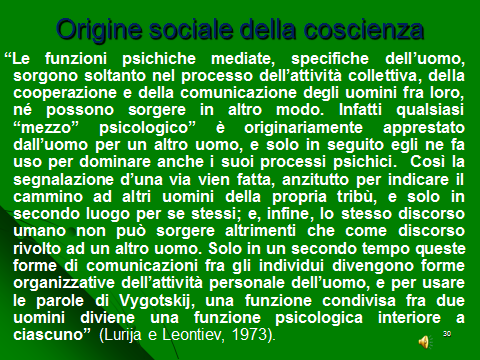 Origine sociale della coscienza
“Le funzioni psichiche mediate, specifiche dell’uomo,
sorgono soltanto nel processo dell’attività collettiva, della
cooperazione e della comunicazione degli uomini fra loro,
né possono sorgere in altro modo. Infatti qualsiasi
“mezzo” psicologico” è originariamente apprestato
dall’uomo per un altro uomo, e solo in seguito egli ne fa
uso per dominare anche i suoi processi psichici. Così la
segnalazione d’una via vien fatta, anzitutto per indicare il
cammino ad altri uomini della propria tribù, e solo in
secondo luogo per se stessi; e, infine, lo stesso discorso
umano non può sorgere altrimenti che come discorso
rivolto ad un altro uomo. Solo in un secondo tempo queste
forme di comunicazioni fra gli individui divengono forme
organizzative dell’attività personale dell’uomo, e per usare
le parole di Vygotskij, una funzione condivisa fra due
uomini diviene una funzione psicologica interiore a
ciascuno” (Lurija e Leontiev, 1973).
30